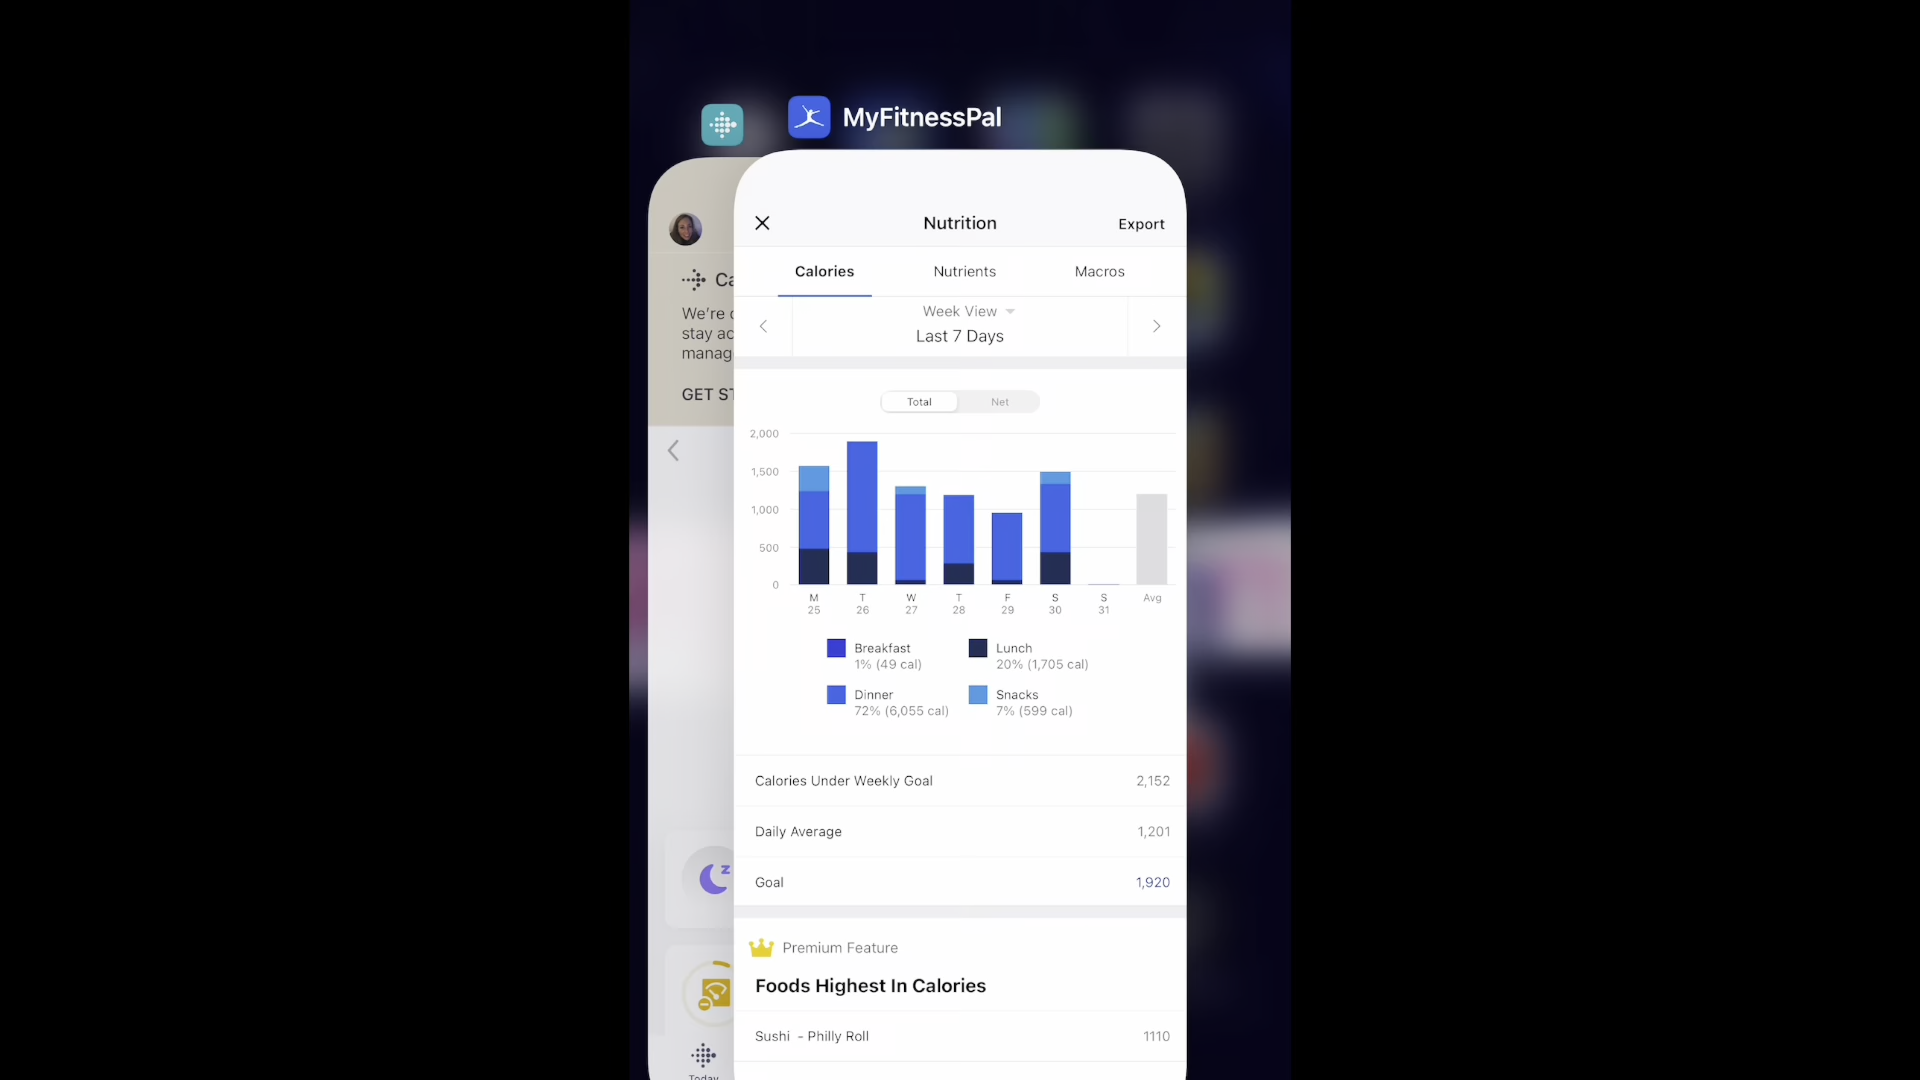 MyFitnessPal
Nutrition
Export
Calories
Nutrients
Macros
Week View
Last 7 Days
Total
Net
2,000
1,500
1,000
500
0
M
25
T
26
W
27
T
28
F
29
S
30
S
31
Avg
Breakfast
1% (49 cal)
Lunch
20% (1,705 cal)
Dinner
72% (6,055 cal)
Snacks
7% (599 cal)
Calories Under Weekly Goal
2,152
Daily Average
1,201
Goal
1,920
Premium Feature
Foods Highest In Calories
Sushi - Philly Roll
1110
We're
stay
GET
Today